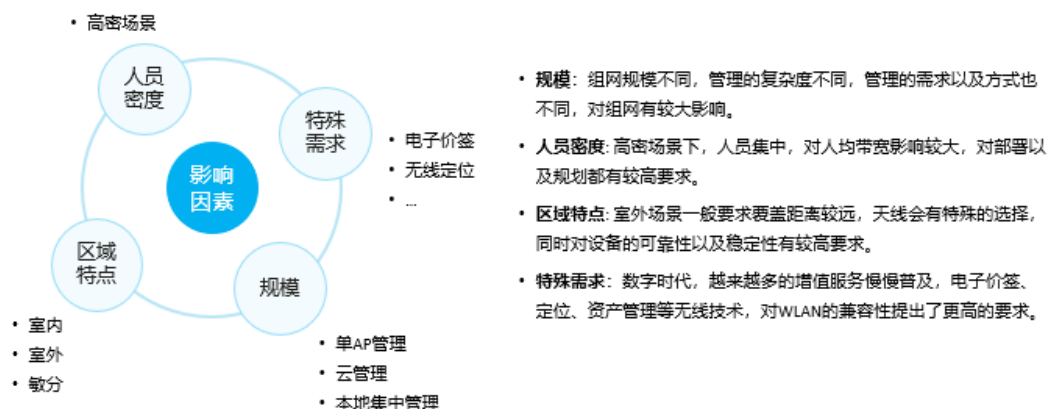 • 高密场景
人员
密度
特殊
需求
• 电子价签
• 无线定位
• ...
影响
因素
区域
特点
规模
• 室内
• 室外
• 敏分
• 单AP管理
• 云管理
• 本地集中管理
• 规模：组网规模不同，管理的复杂度不同，管理的需求以及方式也
不同，对组网有较大影响。
• 人员密度: 高密场景下，人员集中，对人均带宽影响较大，对部署以
及规划都有较高要求。
• 区域特点: 室外场景一般要求覆盖距离较远，天线会有特殊的选择，
同时对设备的可靠性以及稳定性有较高要求。
• 特殊需求：数字时代，越来越多的增值服务慢慢普及，电子价签、
定位、资产管理等无线技术，对WLAN的兼容性提出了更高的要求。